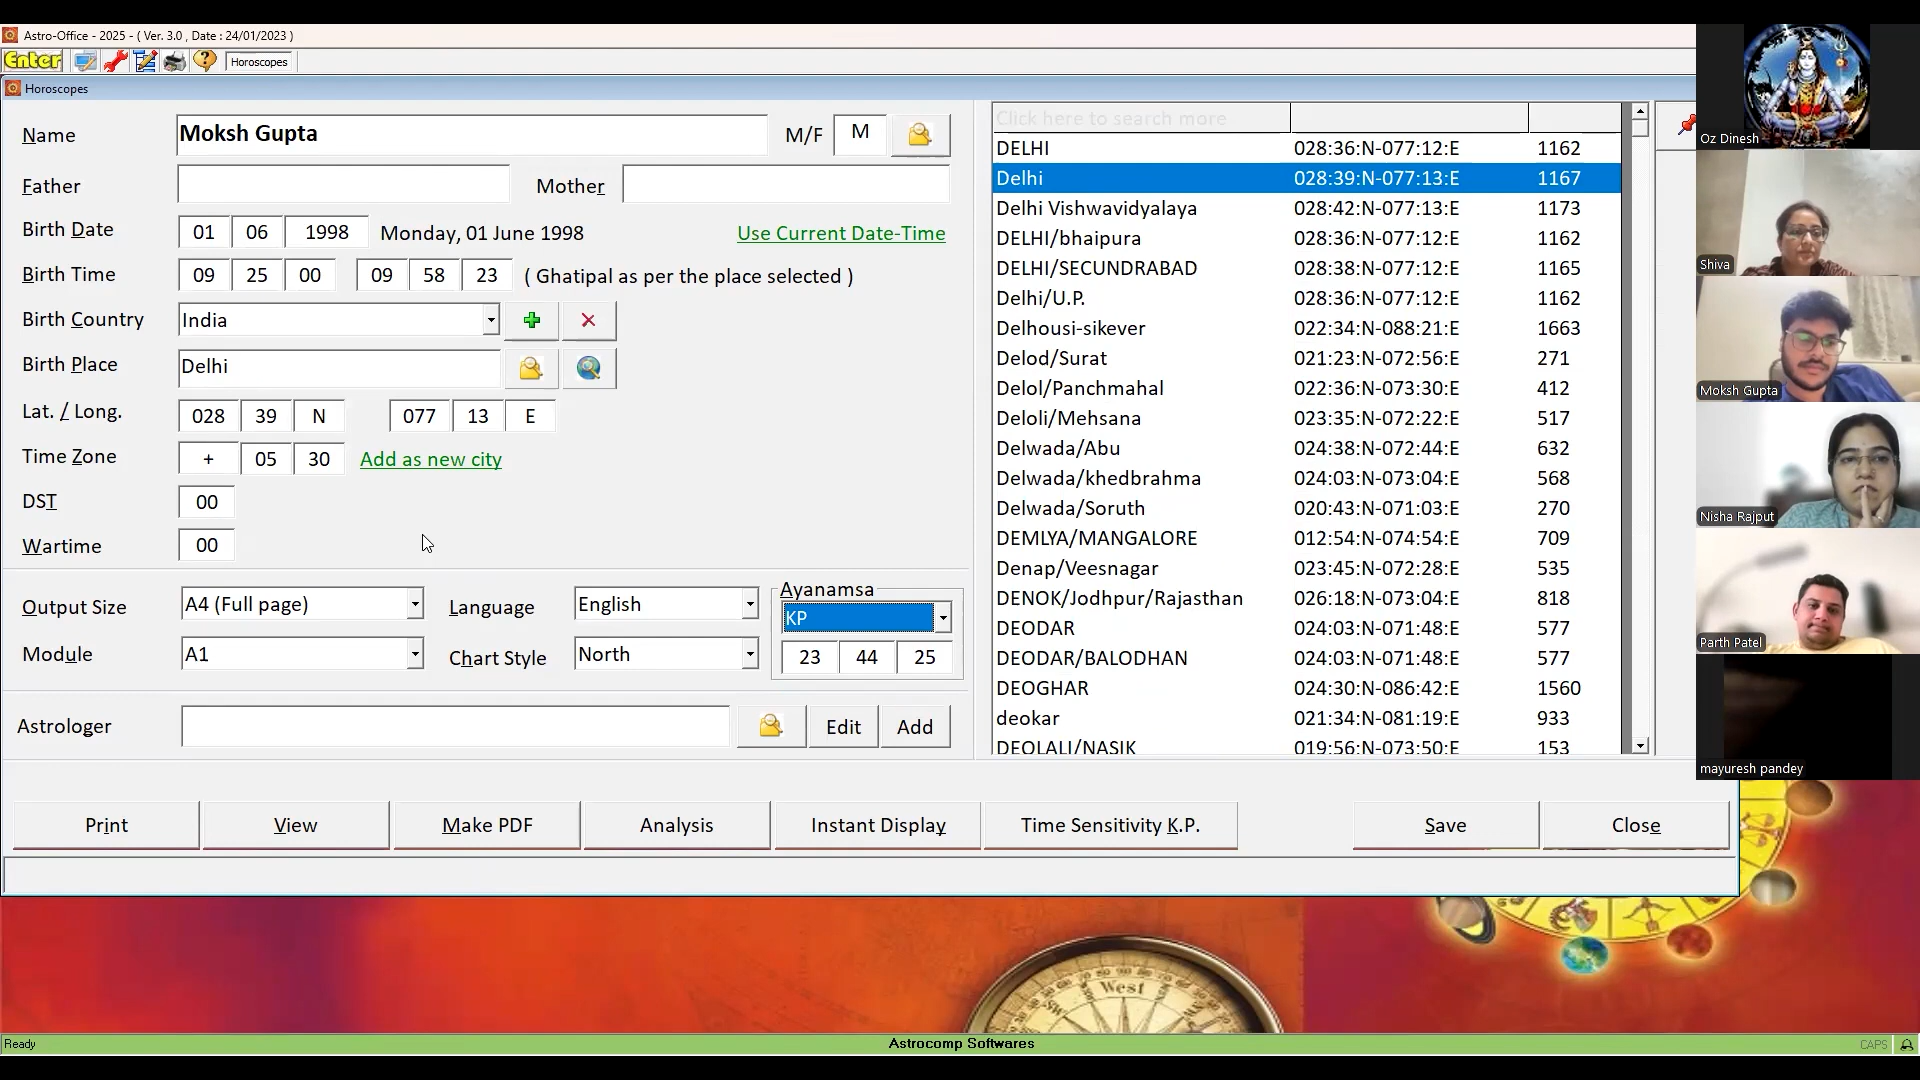 Astro-Office - 2025 - ( Ver. 3.0 , Date : 24/01/2023 )
Enter Horoscopes
Horoscopes
Name Moksh Gupta M/F M
Father Mother
Birth Date 01 06 1998 Monday, 01 June 1998 Use Current Date-Time
Birth Time 09 25 00 09 58 23 ( Ghatipal as per the place selected )
Birth Country India
Birth Place Delhi
Lat. / Long. 028 39 N 077 13 E
Time Zone + 05 30 Add as new city
DST 00
Wartime 00
Output Size A4 (Full page) Language English Ayanamsa KP
Module A1 Chart Style North 23 44 25
Astrologer Edit Add
Click here to search more
DELHI 028:36:N-077:12:E 1162
Delhi 028:39:N-077:13:E 1167
Delhi Vishwavidyalaya 028:42:N-077:13:E 1173
DELHI/bhaipura 028:36:N-077:12:E 1162
DELHI/SECUNDRABAD 028:38:N-077:12:E 1165
Delhi/U.P. 028:36:N-077:12:E 1162
Delhousi-sikever 022:34:N-088:21:E 1663
Delod/Surat 021:23:N-072:56:E 271
Delol/Panchmahal 022:36:N-073:30:E 412
Deloli/Mehsana 023:35:N-072:22:E 517
Delwada/Abu 024:38:N-072:44:E 632
Delwada/khedbrahma 024:03:N-073:04:E 568
Delwada/Soruth 020:43:N-071:03:E 270
DEMLYA/MANGALORE 012:54:N-074:54:E 709
Denap/Veesnagar 023:45:N-072:28:E 535
DENOK/Jodhpur/Rajasthan 026:18:N-073:04:E 818
DEODAR 024:03:N-071:48:E 577
DEODAR/BALODHAN 024:03:N-071:48:E 577
DEOGHAR 024:30:N-086:42:E 1560
deokar 021:34:N-081:19:E 933
DEOLALI/NASIK 019:56:N-073:50:E 153
Print View Make PDF Analysis Instant Display Time Sensitivity K.P. Save Close
Oz Dinesh
Shiva
Moksh Gupta
Nisha Rajput
Parth Patel
mayuresh pandey
West
Ready Astrocomp Softwares CAPS